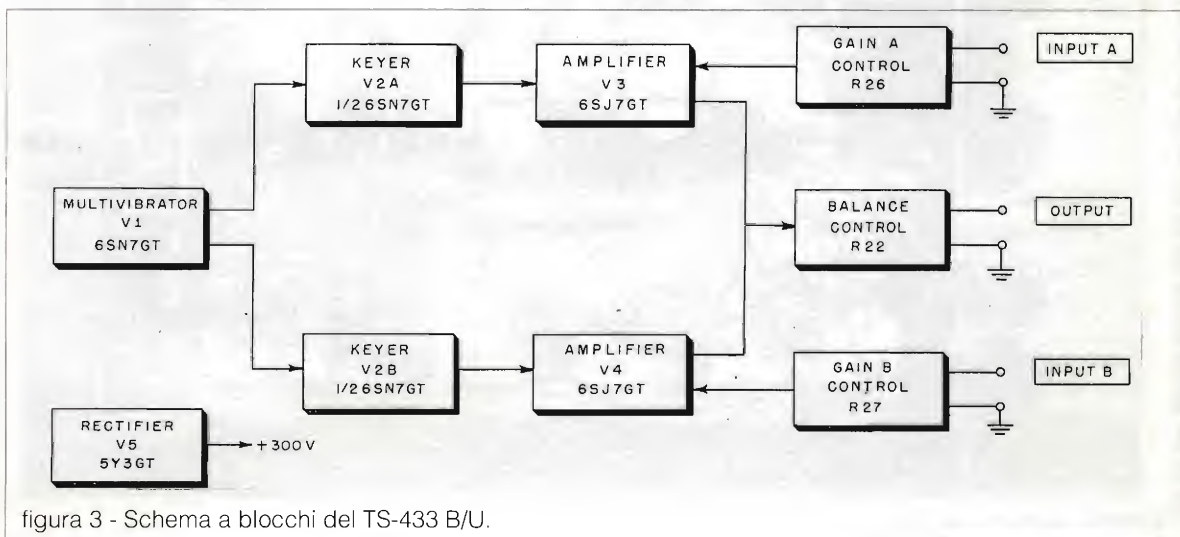 KEYER
V2A
1/2 6SN7GT
AMPLIFIER
V3
6SJ7GT
GAIN A
CONTROL
R26
INPUT A
MULTIVIBRATOR
V1
6SN7GT
BALANCE
CONTROL
R22
OUTPUT
KEYER
V2B
1/2 6SN7GT
AMPLIFIER
V4
6SJ7GT
GAIN B
CONTROL
R27
INPUT B
RECTIFIER
V5
5Y3GT
+300V
figura 3 - Schema a blocchi del TS-433 B/U.